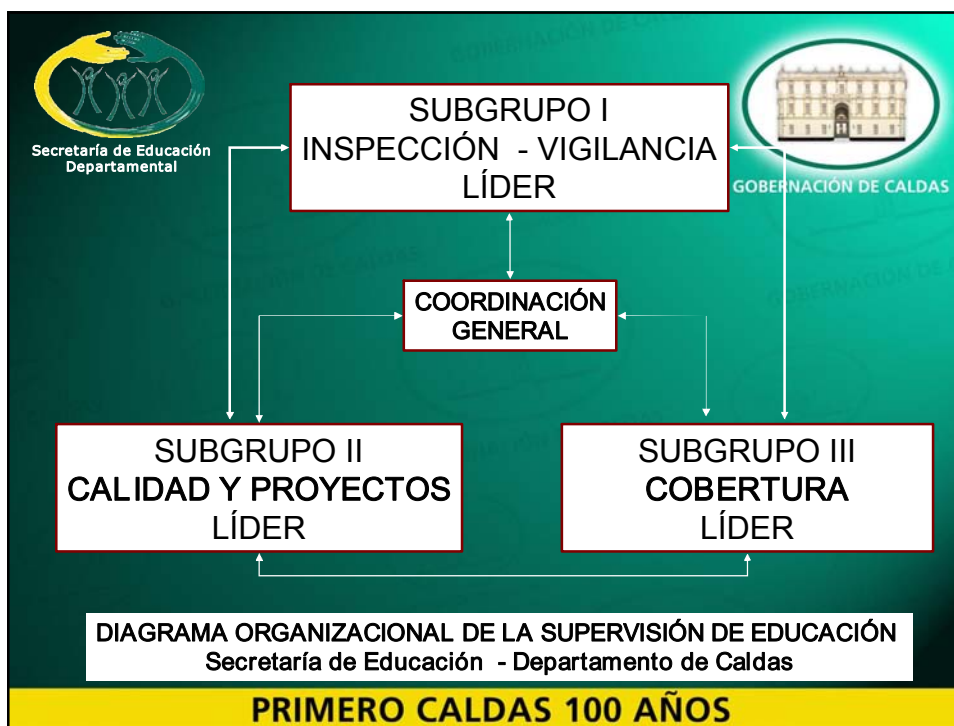 Secretaría de Educación
Departamental
SUBGRUPO I
INSPECCIÓN - VIGILANCIA
LÍDER
GOBERNACIÓN DE CALDAS
COORDINACIÓN
GENERAL
SUBGRUPO II
CALIDAD Y PROYECTOS
LÍDER
SUBGRUPO III
COBERTURA
LÍDER
DIAGRAMA ORGANIZACIONAL DE LA SUPERVISIÓN DE EDUCACIÓN
Secretaría de Educación - Departamento de Caldas
PRIMERO CALDAS 100 AÑOS